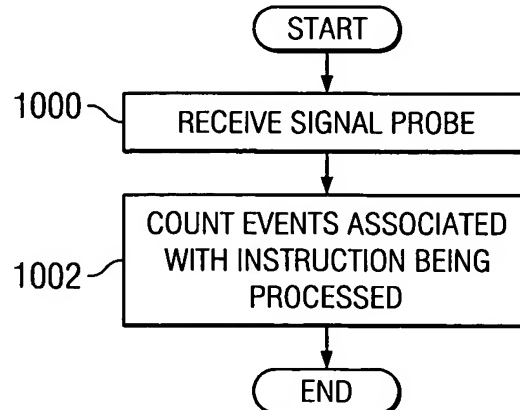 START
1000
RECEIVE SIGNAL PROBE
COUNT EVENTS ASSOCIATED
WITH INSTRUCTION BEING
1002
PROCESSED
END